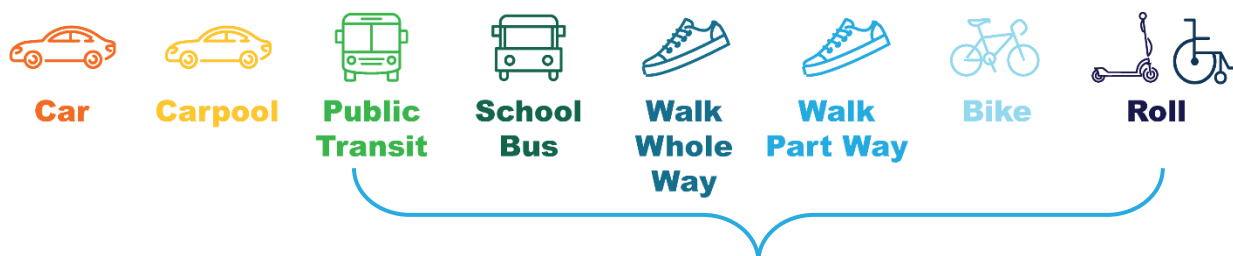 Car
Carpool
Public
Transit
School
Bus
Walk
Whole
Way
Walk
Part Way
Bike
Roll